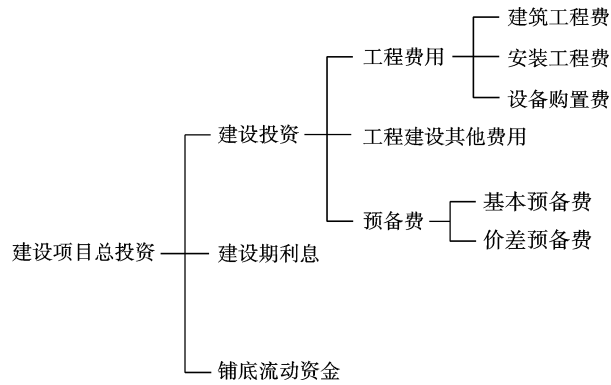 建设项目总投资
建设投资
工程费用
建筑工程费
安装工程费
设备购置费
工程建设其他费用
预备费
基本预备费
价差预备费
建设期利息
铺底流动资金